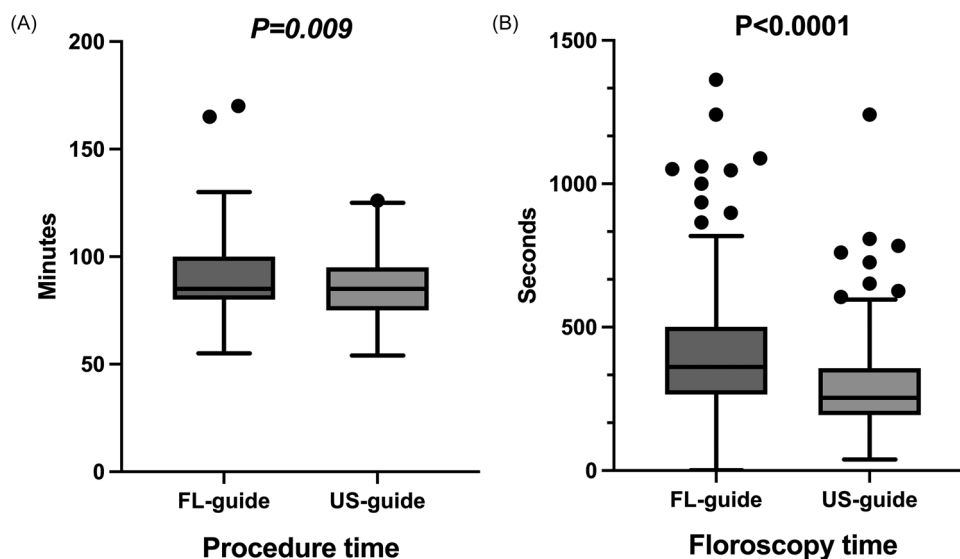 (A)
P=0.009
200
150
100
50
0
Minutes
FL-guide US-guide
Procedure time
(B)
P<0.0001
1500
1000
500
0
Seconds
FL-guide US-guide
Floroscopy time